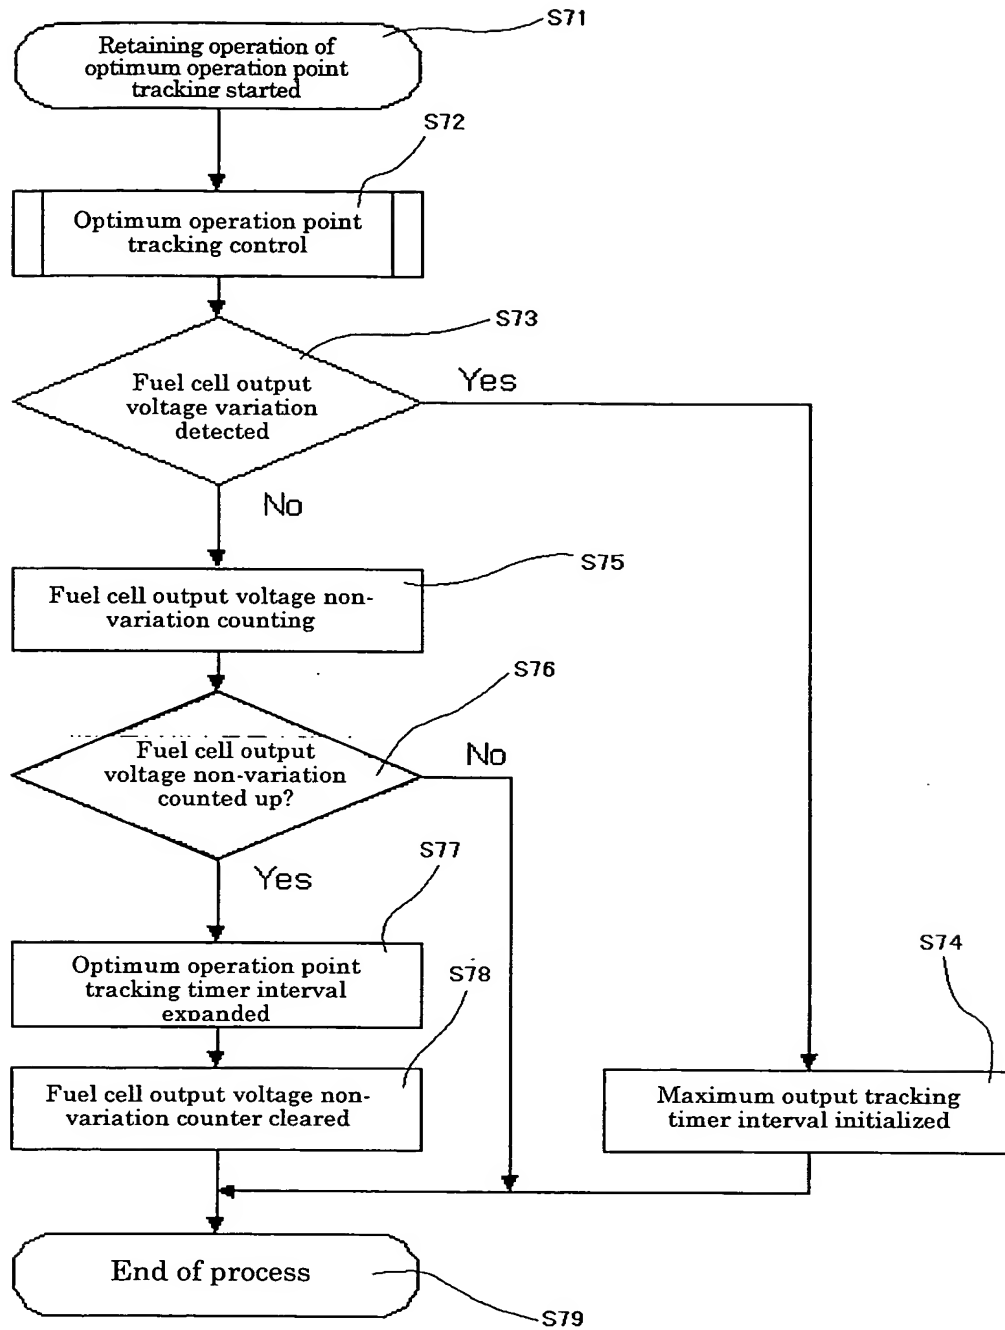 S71
Retaining operation of
optimum operation point
tracking started
S72
Optimum operation point
tracking control
S73
Fuel cell output
voltage variation
detected
Yes
No
S75
Fuel cell output voltage non-
variation counting
S76
Fuel cell output
voltage non-variation
counted up?
No
Yes
S77
Optimum operation point
tracking timer interval
expanded
S78
Fuel cell output voltage non-
variation counter cleared
S74
Maximum output tracking
timer interval initialized
End of process
S79